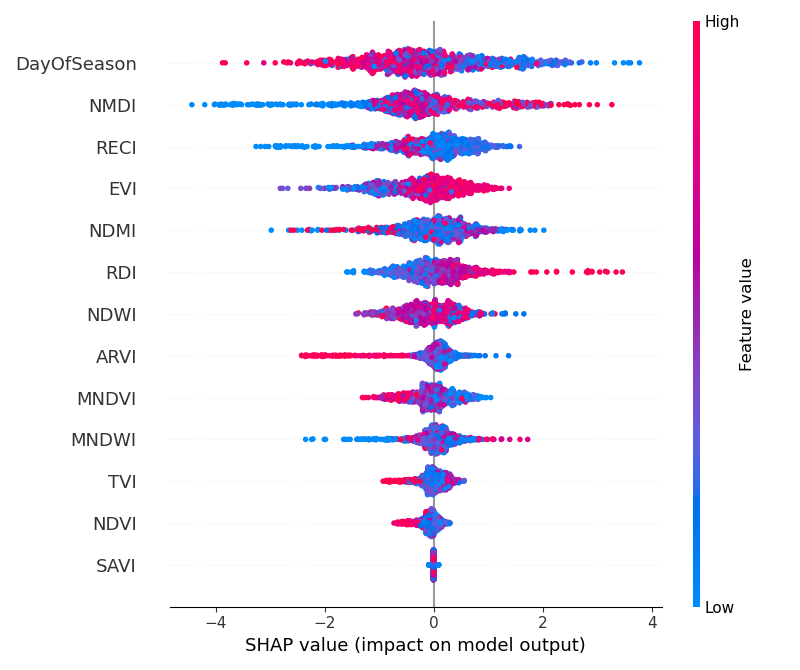 High
DayOfSeason
NMDI
RECI
EVI
NDMI
RDI
NDWI
ARVI
MNDVI
MNDWI
TVI
NDVI
SAVI
Feature value
Low
−4 −2 0 2 4
SHAP value (impact on model output)